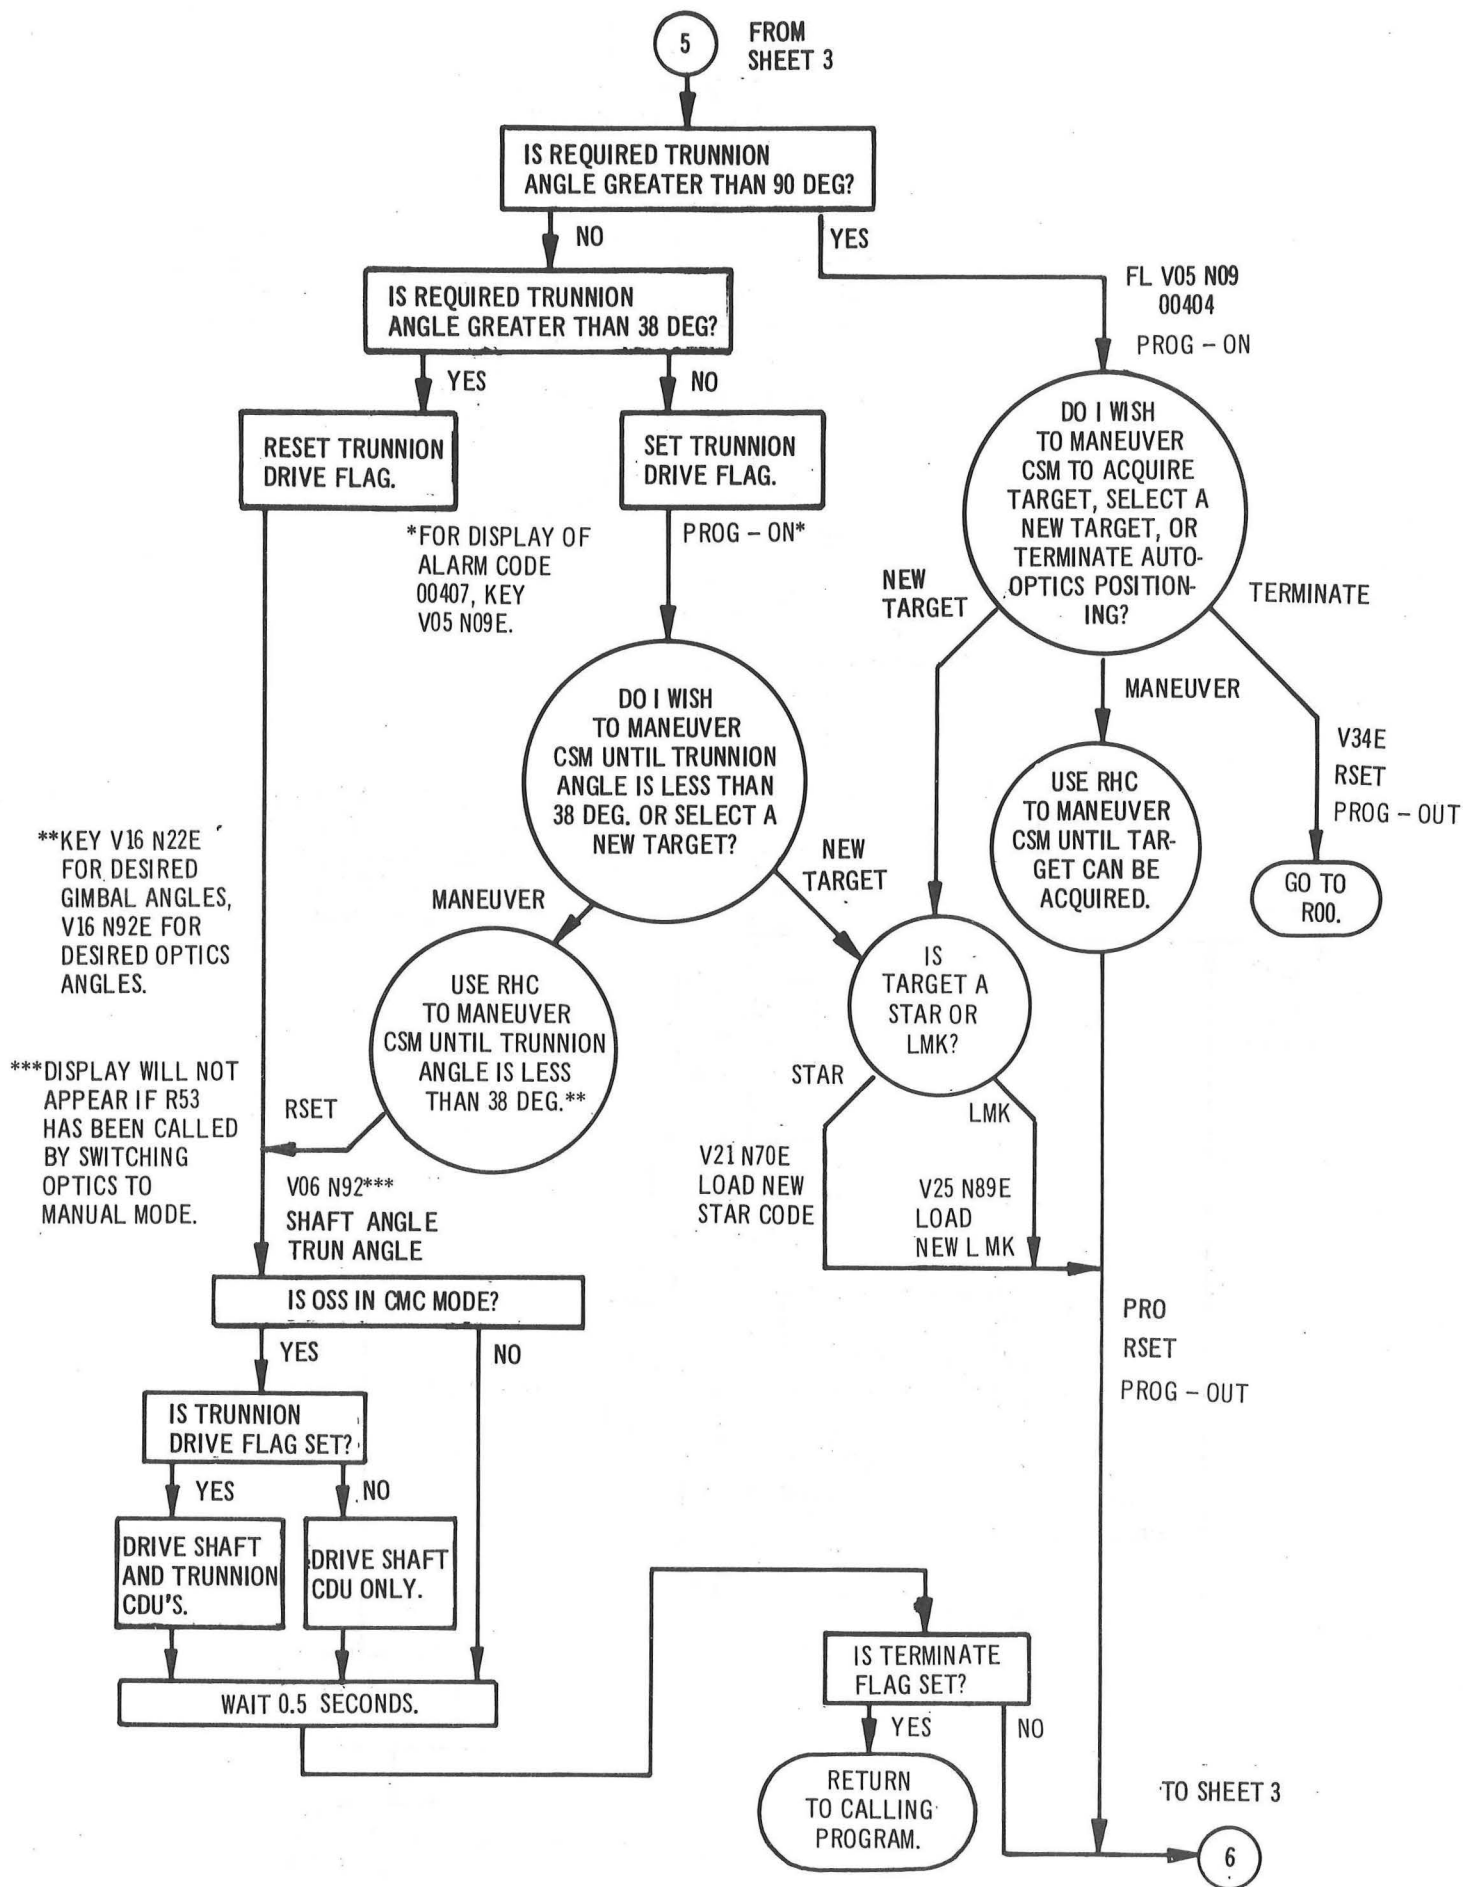 5
FROM
SHEET 3
IS REQUIRED TRUNNION
ANGLE GREATER THAN 90 DEG?
NO
YES
IS REQUIRED TRUNNION
ANGLE GREATER THAN 38 DEG?
FL V05 N09
00404
PROG – ON
YES
NO
RESET TRUNNION
DRIVE FLAG.
SET TRUNNION
DRIVE FLAG.
DO I WISH
TO MANEUVER
CSM TO ACQUIRE
TARGET, SELECT A
NEW TARGET, OR
TERMINATE AUTO-
OPTICS POSITION-
ING?
*FOR DISPLAY OF
ALARM CODE
00407, KEY
V05 N09E.
PROG – ON*
NEW
TARGET
TERMINATE
MANEUVER
DO I WISH
TO MANEUVER
CSM UNTIL TRUNNION
ANGLE IS LESS THAN
38 DEG. OR SELECT A
NEW TARGET?
V34E
RSET
PROG – OUT
USE RHC
TO MANEUVER
CSM UNTIL TAR-
GET CAN BE
ACQUIRED.
GO TO
R00.
**KEY V16 N22E
FOR DESIRED
GIMBAL ANGLES,
V16 N92E FOR
DESIRED OPTICS
ANGLES.
MANEUVER
NEW
TARGET
USE RHC
TO MANEUVER
CSM UNTIL TRUNNION
ANGLE IS LESS
THAN 38 DEG.**
IS
TARGET A
STAR OR
LMK?
***DISPLAY WILL NOT
APPEAR IF R53
HAS BEEN CALLED
BY SWITCHING
OPTICS TO
MANUAL MODE.
RSET
STAR
LMK
V21 N70E
LOAD NEW
STAR CODE
V25 N89E
LOAD
NEW LMK
V06 N92***
SHAFT ANGLE
TRUN ANGLE
IS OSS IN CMC MODE?
PRO
RSET
PROG – OUT
YES
NO
IS TRUNNION
DRIVE FLAG SET?
YES
NO
DRIVE SHAFT
AND TRUNNION
CDU'S.
DRIVE SHAFT
CDU ONLY.
WAIT 0.5 SECONDS.
IS TERMINATE
FLAG SET?
YES
NO
RETURN
TO CALLING
PROGRAM.
TO SHEET 3
6